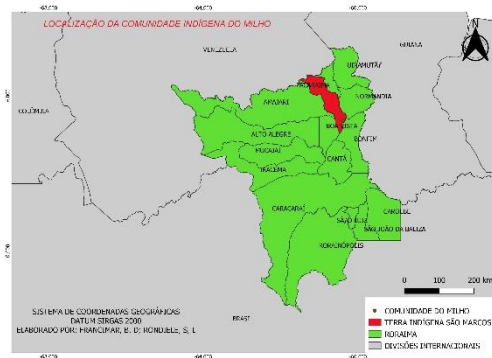 LOCALIZAÇÃO DA COMUNIDADE INDÍGENA DO MILHO
VENEZUELA
GUIANA
COLÔMBIA
UIRAMUTÃ
PACARAIMA
NORMANDIA
AMAJARI
BOA VISTA
ALTO ALEGRE
BONFIM
MUCAJAÍ
CANTÁ
IRACEMA
CARACARAÍ
CAROEBE
SÃO LUIZ
SÃO JOÃO DA BALIZA
RORAINÓPOLIS
BRASIL
0 100 200 km
SISTEMA DE COORDENADAS GEOGRÁFICAS
DATUM SIRGAS 2000
ELABORADO POR: FRANCIMAR, B, D; RONDIELE, S, L
COMUNIDADE DO MILHO
TERRA INDÍGENA SÃO MARCOS
RORAIMA
DIVISÕES INTERNACIONAIS